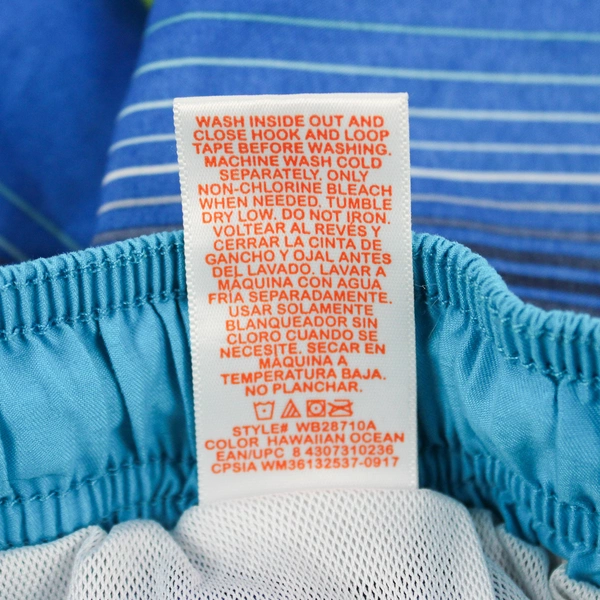 WASH INSIDE OUT AND
CLOSE HOOK AND LOOP
TAPE BEFORE WASHING.
MACHINE WASH COLD
SEPARATELY. ONLY
NON-CHLORINE BLEACH
WHEN NEEDED. TUMBLE
DRY LOW. DO NOT IRON.
VOLTEAR AL REVÉS Y
CERRAR LA CINTA DE
GANCHO Y OJAL ANTES
DEL LAVADO. LAVAR A
MÁQUINA CON AGUA
FRÍA SEPARADAMENTE.
USAR SOLAMENTE
BLANQUEADOR SIN
CLORO CUANDO SE
NECESITE. SECAR EN
MÁQUINA A
TEMPERATURA BAJA.
NO PLANCHAR.
STYLE# WB28710A
COLOR HAWAIIAN OCEAN
EAN/UPC 8 4307310236
CPSIA WM36132537-0917